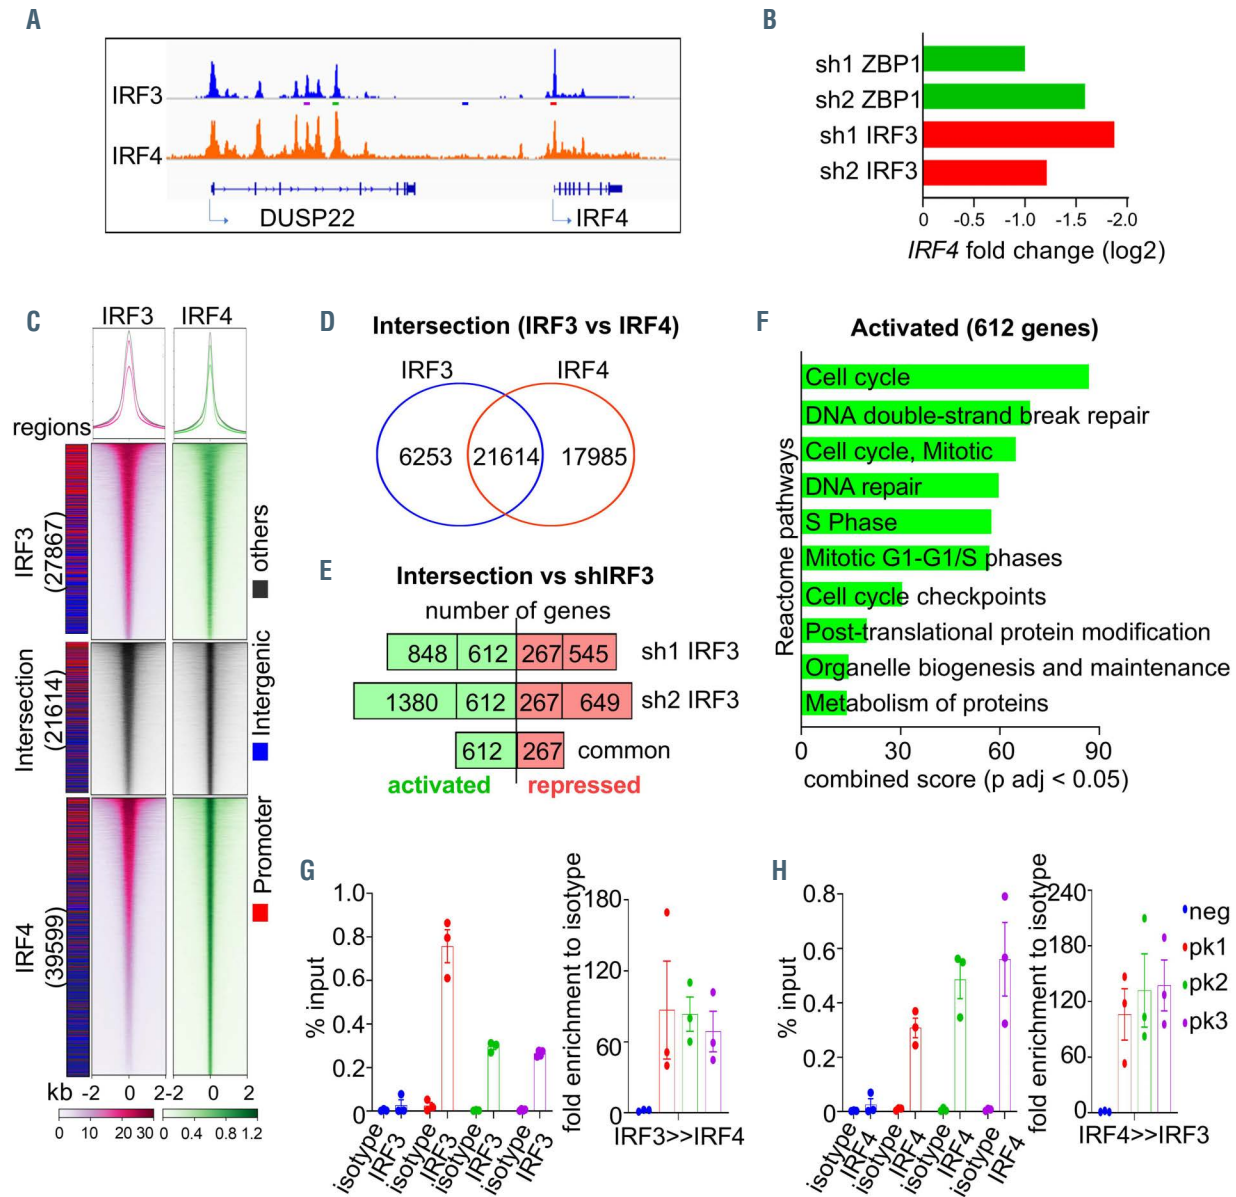 A
IRF3
IRF4
DUSP22
IRF4
B
sh1 ZBP1
sh2 ZBP1
sh1 IRF3
sh2 IRF3
0 -0.5 -1.0 -1.5 -2.0
IRF4 fold change (log2)
C
IRF3 IRF4
regions
IRF3
(27867)
Intersection
(21614)
IRF4
(39599)
others
Intergenic
Promoter
kb -2 0 2 -2 0 2
0 10 20 30 0 0.4 0.8 1.2
D
Intersection (IRF3 vs IRF4)
IRF3 IRF4
6253 21614 17985
E
Intersection vs shIRF3
number of genes
848 612 267 545 sh1 IRF3
1380 612 267 649 sh2 IRF3
612 267 common
activated repressed
F
Activated (612 genes)
Reactome pathways
Cell cycle
DNA double-strand break repair
Cell cycle, Mitotic
DNA repair
S Phase
Mitotic G1-G1/S phases
Cell cycle checkpoints
Post-translational protein modification
Organelle biogenesis and maintenance
Metabolism of proteins
0 30 60 90
combined score (p adj < 0.05)
G
% input
1.0
0.8
0.6
0.4
0.2
0
isotype
IRF3
isotype
IRF3
isotype
IRF3
isotype
IRF3
fold enrichment to isotype
180
120
60
0
IRF3>>IRF4
H
% input
0.8
0.6
0.4
0.2
0
isotype
IRF4
isotype
IRF4
isotype
IRF4
isotype
IRF4
fold enrichment to isotype
240
180
120
60
0
IRF4>>IRF3
neg
pk1
pk2
pk3